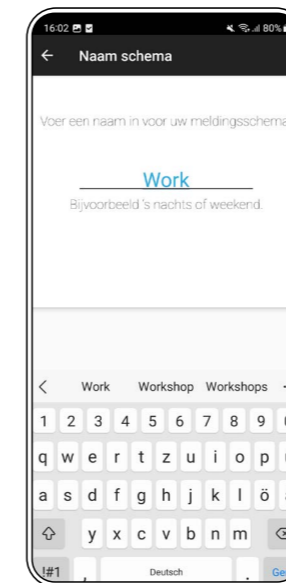 16:02 80%
← Naam schema
Voer een naam in voor uw meldingsschema
Work
Bijvoorbeeld 's nachts of weekend.
< Work Workshop Workshops
1 2 3 4 5 6 7 8 9
q w e r t z u i o p
a s d f g h j k l ö
y x c v b n m
!#1 , Deutsch .